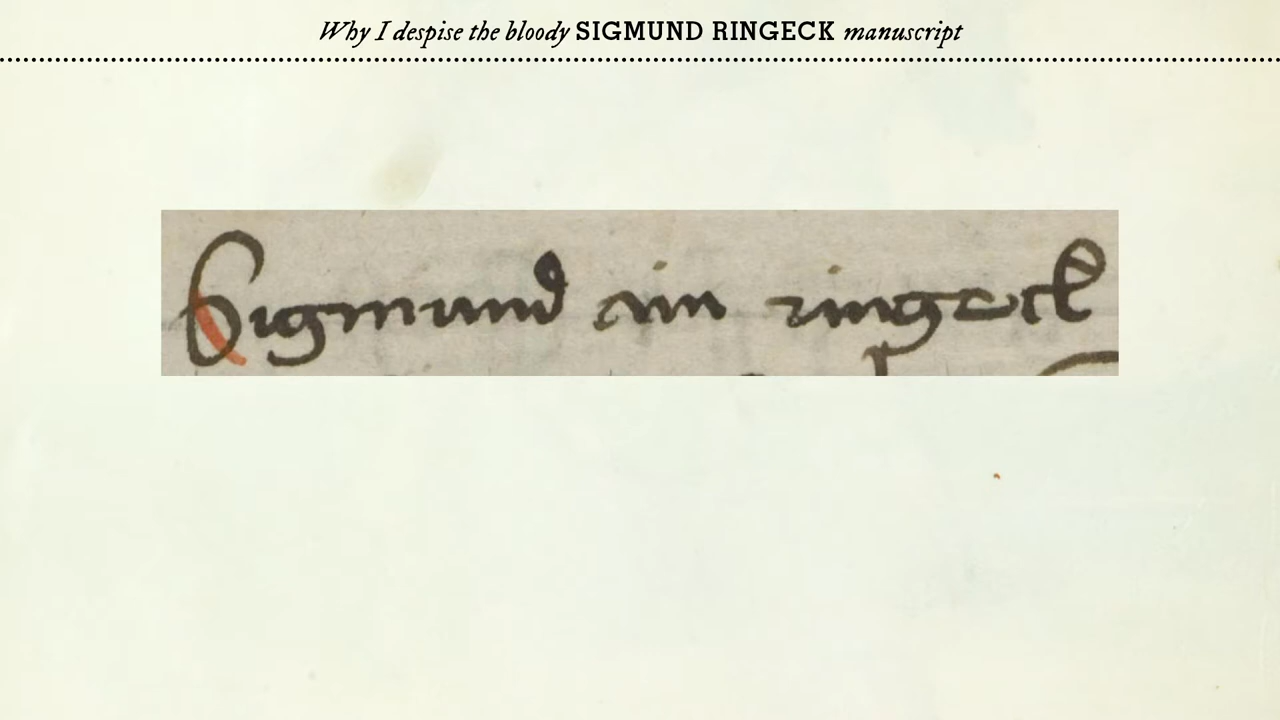 Why I despise the bloody SIGMUND RINGECK manuscript
Sigmund ain ringeck